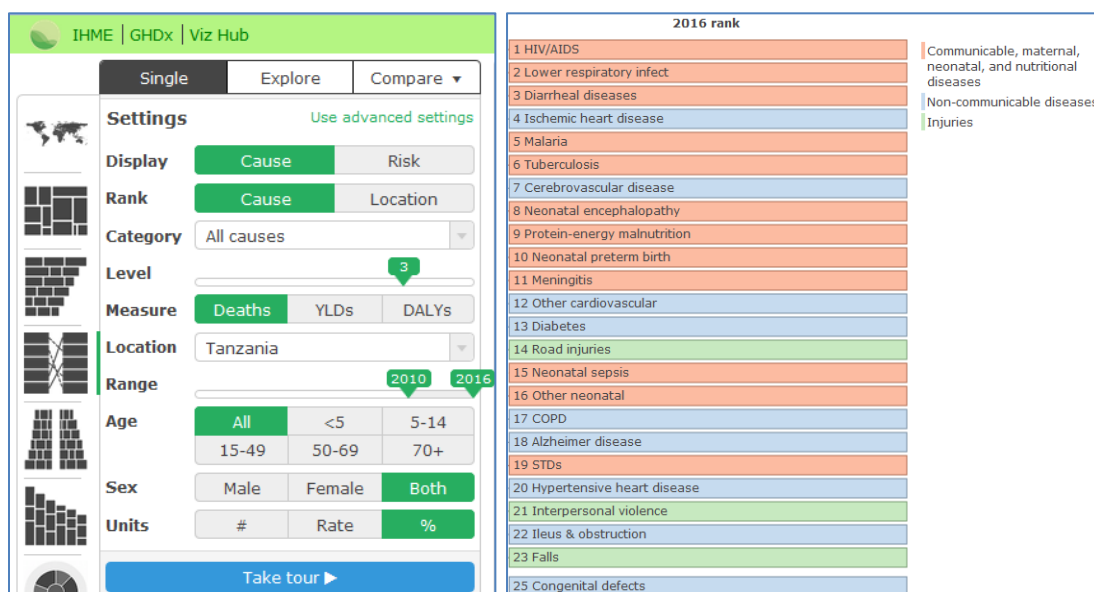 IHME | GHDx | Viz Hub
Single Explore Compare ▾
Settings Use advanced settings
Display Cause Risk
Rank Cause Location
Category All causes
Level 3
Measure Deaths YLDs DALYs
Location Tanzania
Range 2010 2016
Age All <5 5-14
15-49 50-69 70+
Sex Male Female Both
Units # Rate %
Take tour ▶
2016 rank
1 HIV/AIDS
2 Lower respiratory infect
3 Diarrheal diseases
4 Ischemic heart disease
5 Malaria
6 Tuberculosis
7 Cerebrovascular disease
8 Neonatal encephalopathy
9 Protein-energy malnutrition
10 Neonatal preterm birth
11 Meningitis
12 Other cardiovascular
13 Diabetes
14 Road injuries
15 Neonatal sepsis
16 Other neonatal
17 COPD
18 Alzheimer disease
19 STDs
20 Hypertensive heart disease
21 Interpersonal violence
22 Ileus & obstruction
23 Falls
25 Congenital defects
Communicable, maternal,
neonatal, and nutritional
diseases
Non-communicable diseases
Injuries